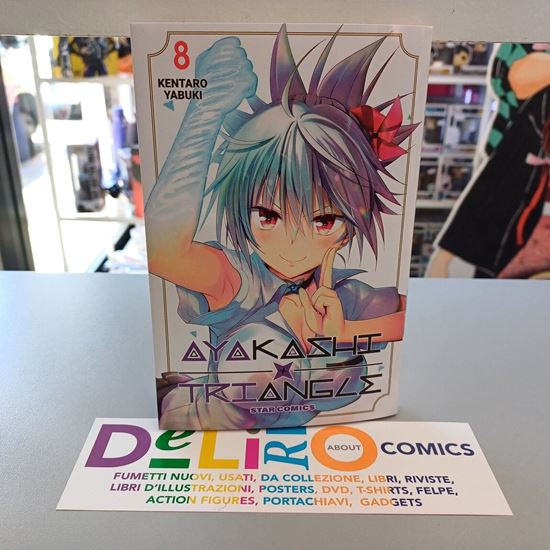 8
KENTARO
YABUKI
AYAKASHI
TRIANGLE
STAR COMICS
DeLiRiO ABOUT COMICS
FUMETTI NUOVI, USATI, DA COLLEZIONE, LIBRI, RIVISTE,
LIBRI D'ILLUSTRAZIONI, POSTERS, DVD, T-SHIRTS, FELPE,
ACTION FIGURES, PORTACHIAVI, GADGETS